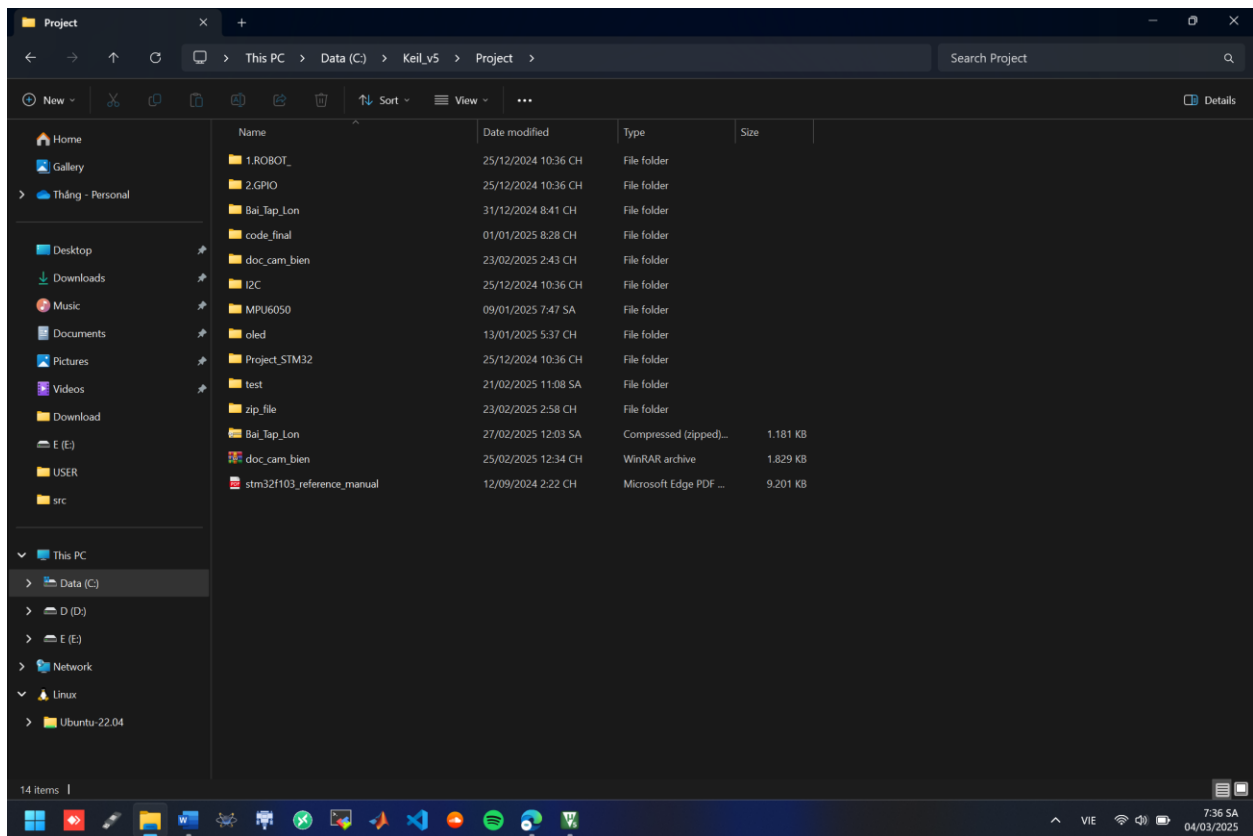 Project
This PC > Data (C:) > Keil_v5 > Project >
Search Project
New
Sort
View
Details
Home
Gallery
Thắng - Personal
Desktop
Downloads
Music
Documents
Pictures
Videos
Download
E (E:)
USER
src
This PC
Data (C:)
D (D:)
E (E:)
Network
Linux
Ubuntu-22.04
Name Date modified Type Size
1.ROBOT_ 25/12/2024 10:36 CH File folder
2.GPIO 25/12/2024 10:36 CH File folder
Bai_Tap_Lon 31/12/2024 8:41 CH File folder
code_final 01/01/2025 8:28 CH File folder
doc_cam_bien 23/02/2025 2:43 CH File folder
I2C 25/12/2024 10:36 CH File folder
MPU6050 09/01/2025 7:47 SA File folder
oled 13/01/2025 5:37 CH File folder
Project_STM32 25/12/2024 10:36 CH File folder
test 21/02/2025 11:08 SA File folder
zip_file 23/02/2025 2:58 CH File folder
Bai_Tap_Lon 27/02/2025 12:03 SA Compressed (zipped)... 1.181 KB
doc_cam_bien 25/02/2025 12:34 CH WinRAR archive 1.829 KB
stm32f103_reference_manual 12/09/2024 2:22 CH Microsoft Edge PDF ... 9.201 KB
14 items
VIE
7:36 SA
04/03/2025